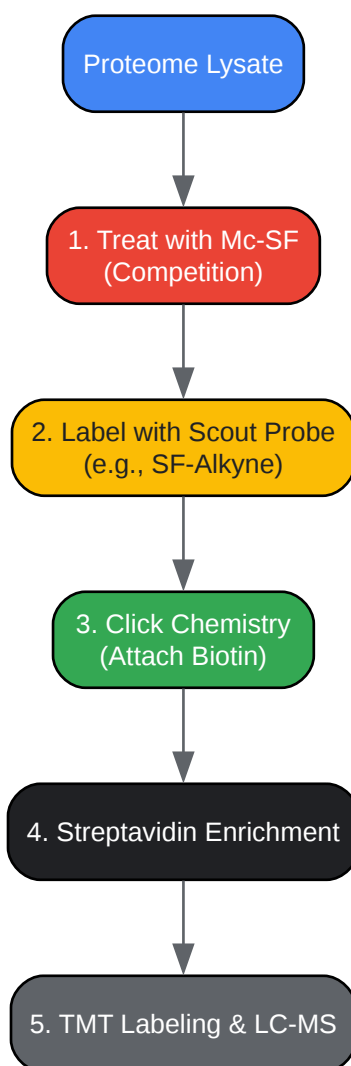 Proteome Lysate
1. Treat with Mc-SF
(Competition)
2. Label with Scout Probe
(e.g., SF-Alkyne)
3. Click Chemistry
(Attach Biotin)
4. Streptavidin Enrichment
5. TMT Labeling & LC-MS